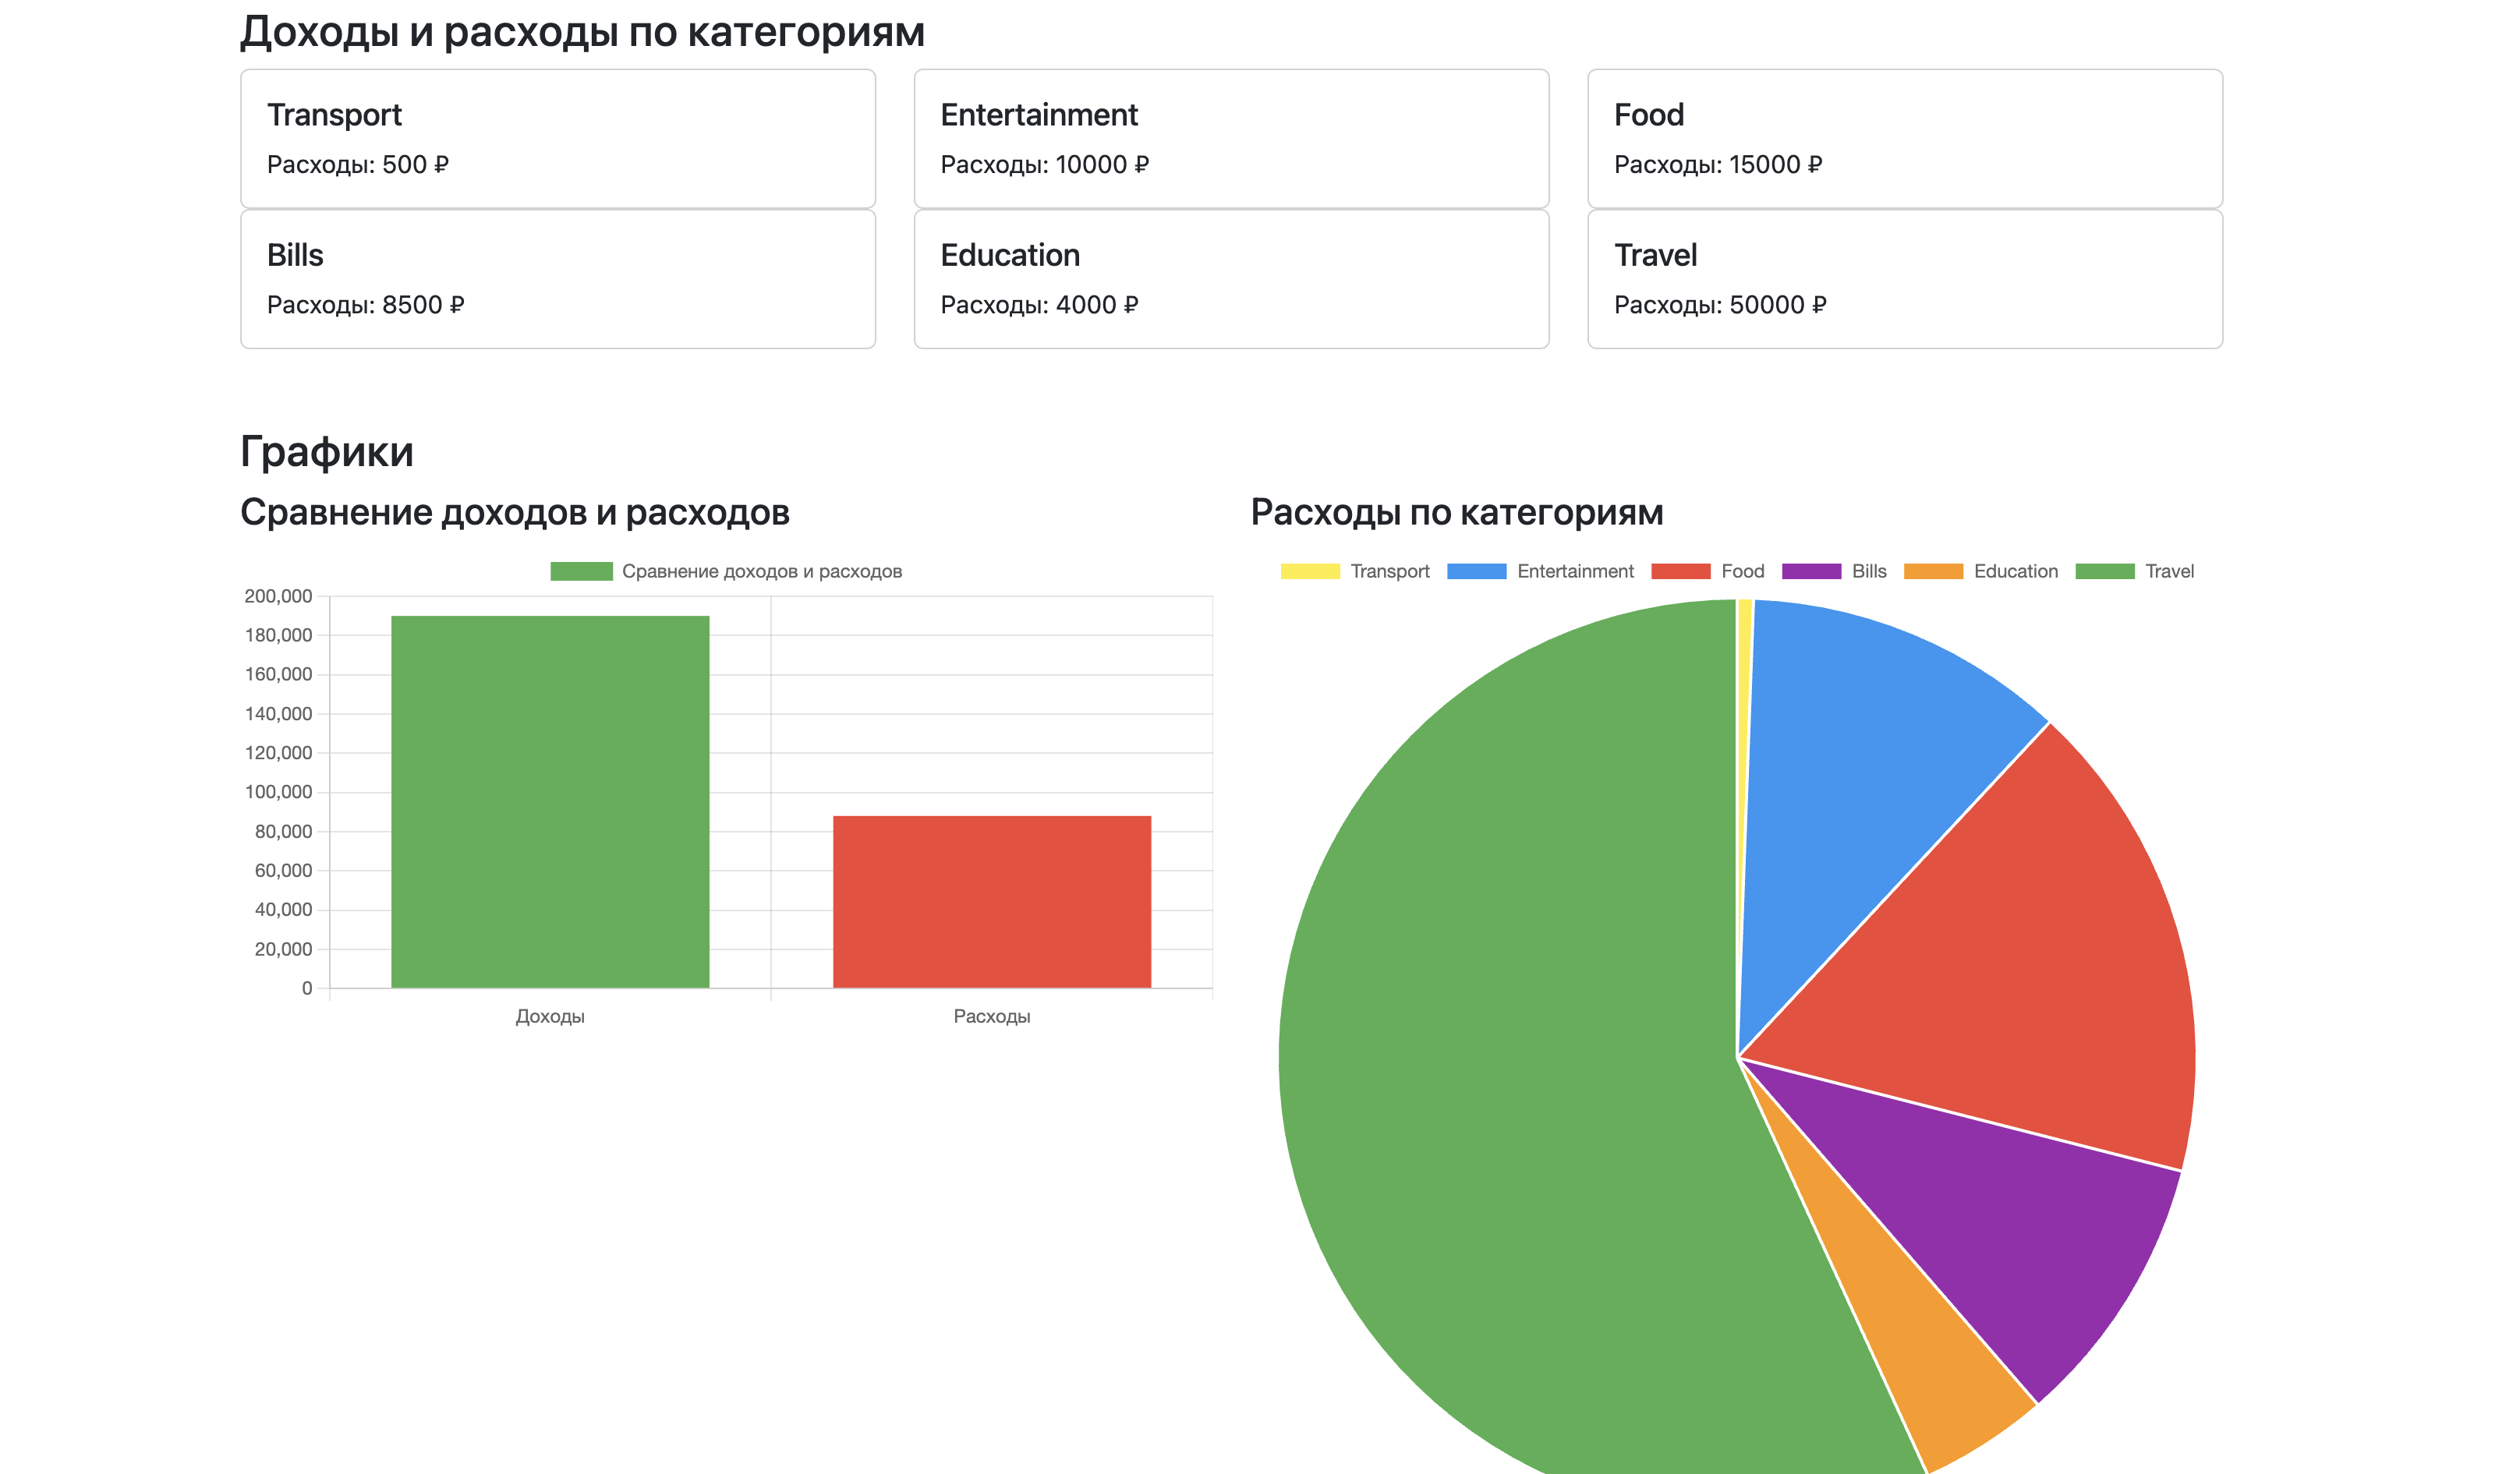 Доходы и расходы по категориям
Transport
Расходы: 500 ₽
Entertainment
Расходы: 10000 ₽
Food
Расходы: 15000 ₽
Bills
Расходы: 8500 ₽
Education
Расходы: 4000 ₽
Travel
Расходы: 50000 ₽
Графики
Сравнение доходов и расходов
Сравнение доходов и расходов
200,000
180,000
160,000
140,000
120,000
100,000
80,000
60,000
40,000
20,000
0
Доходы Расходы
Расходы по категориям
Transport Entertainment Food Bills Education Travel